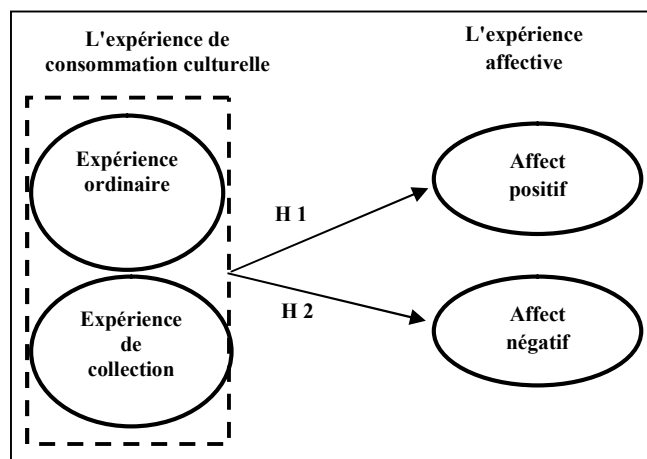 L'expérience de
consommation culturelle
L'expérience
affective
Expérience
ordinaire
Affect
positif
H 1
H 2
Expérience
de
collection
Affect
négatif